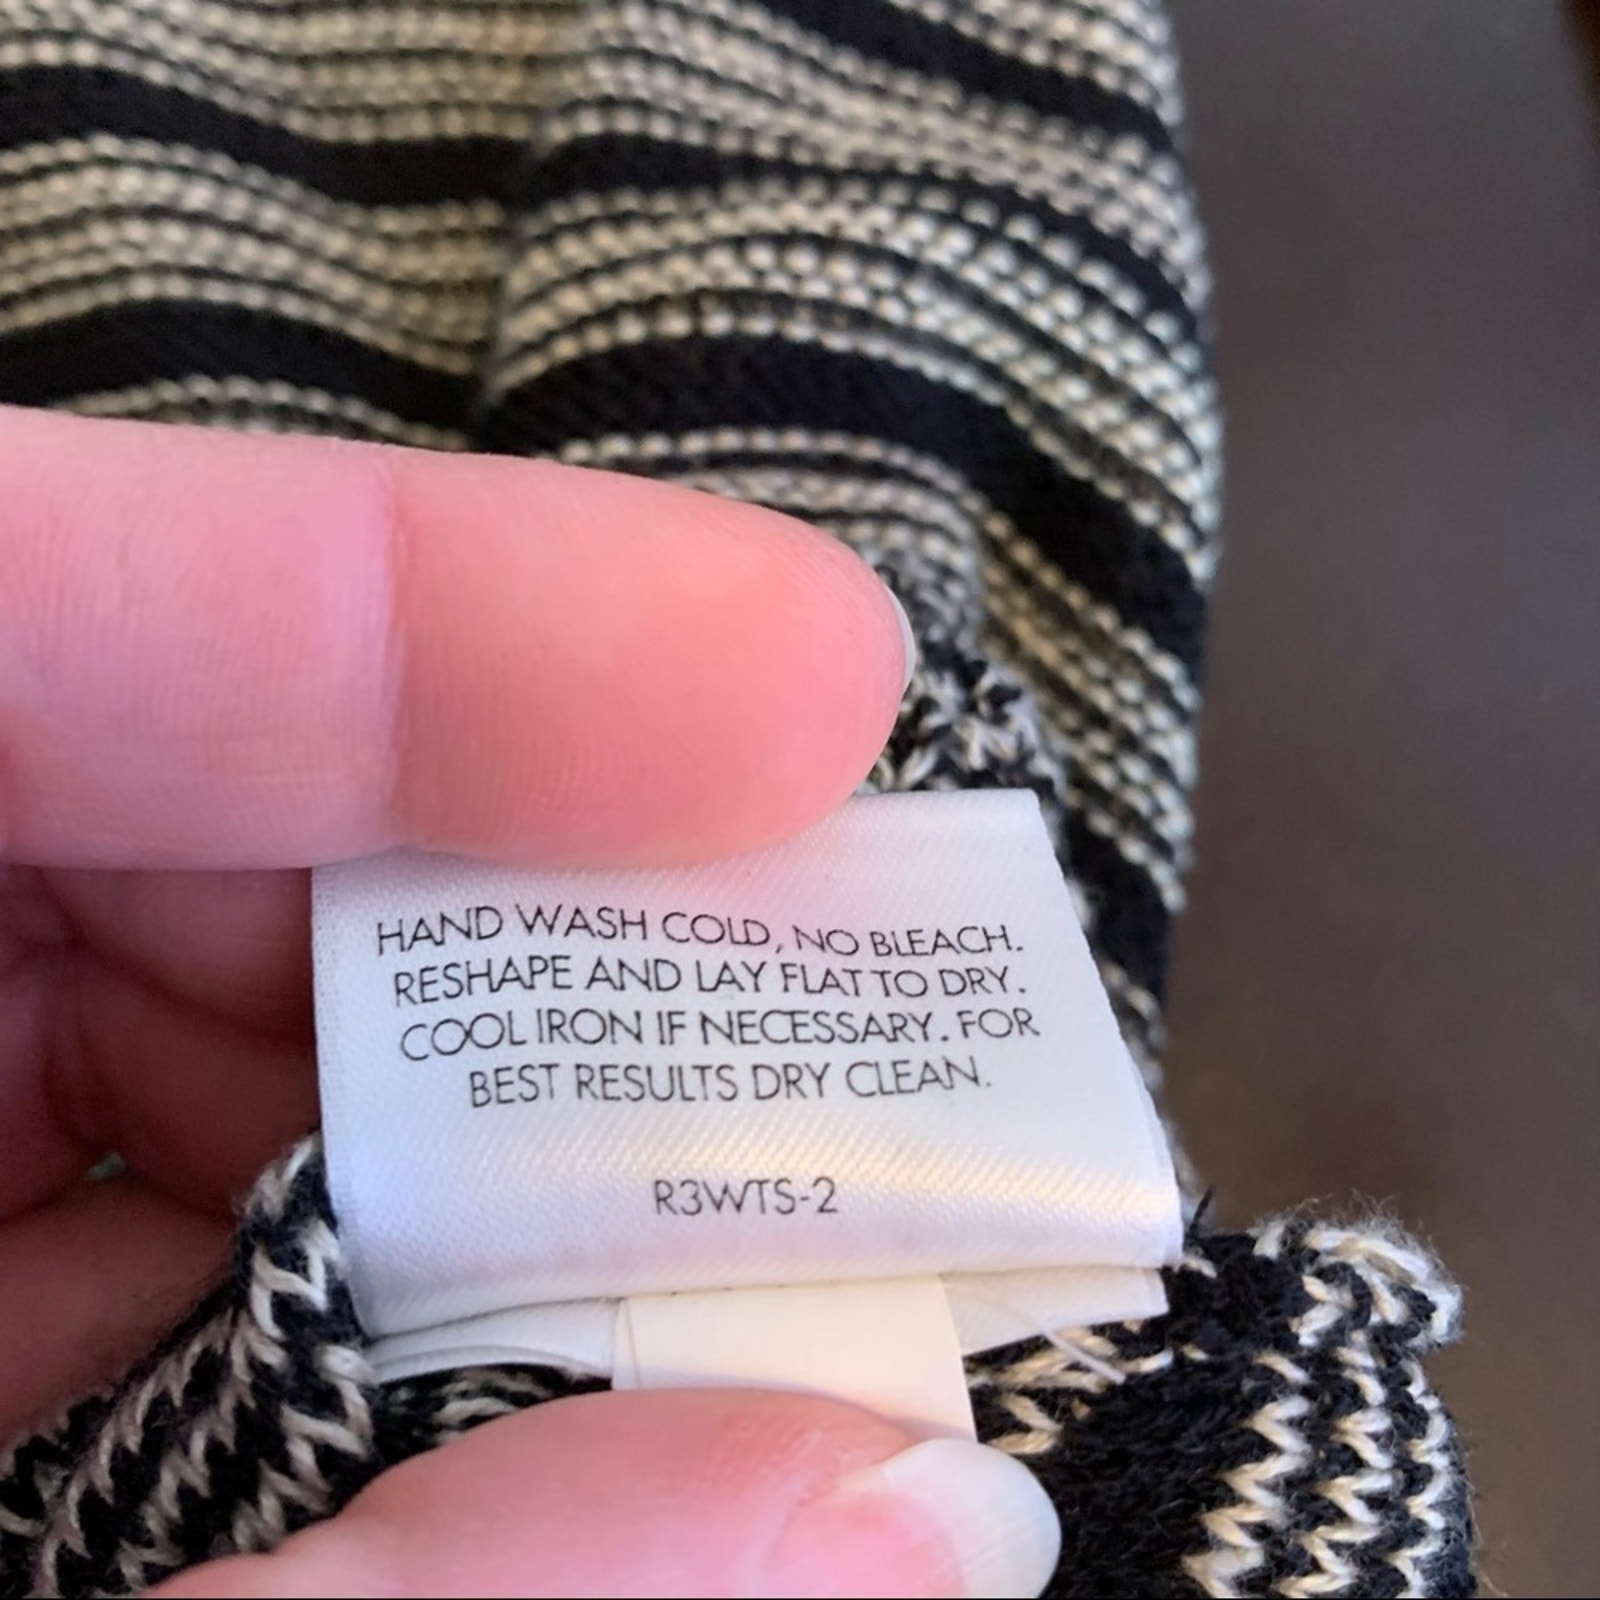 HAND WASH COLD, NO BLEACH.
RESHAPE AND LAY FLAT TO DRY.
COOL IRON IF NECESSARY. FOR
BEST RESULTS DRY CLEAN.
R3WTS-2